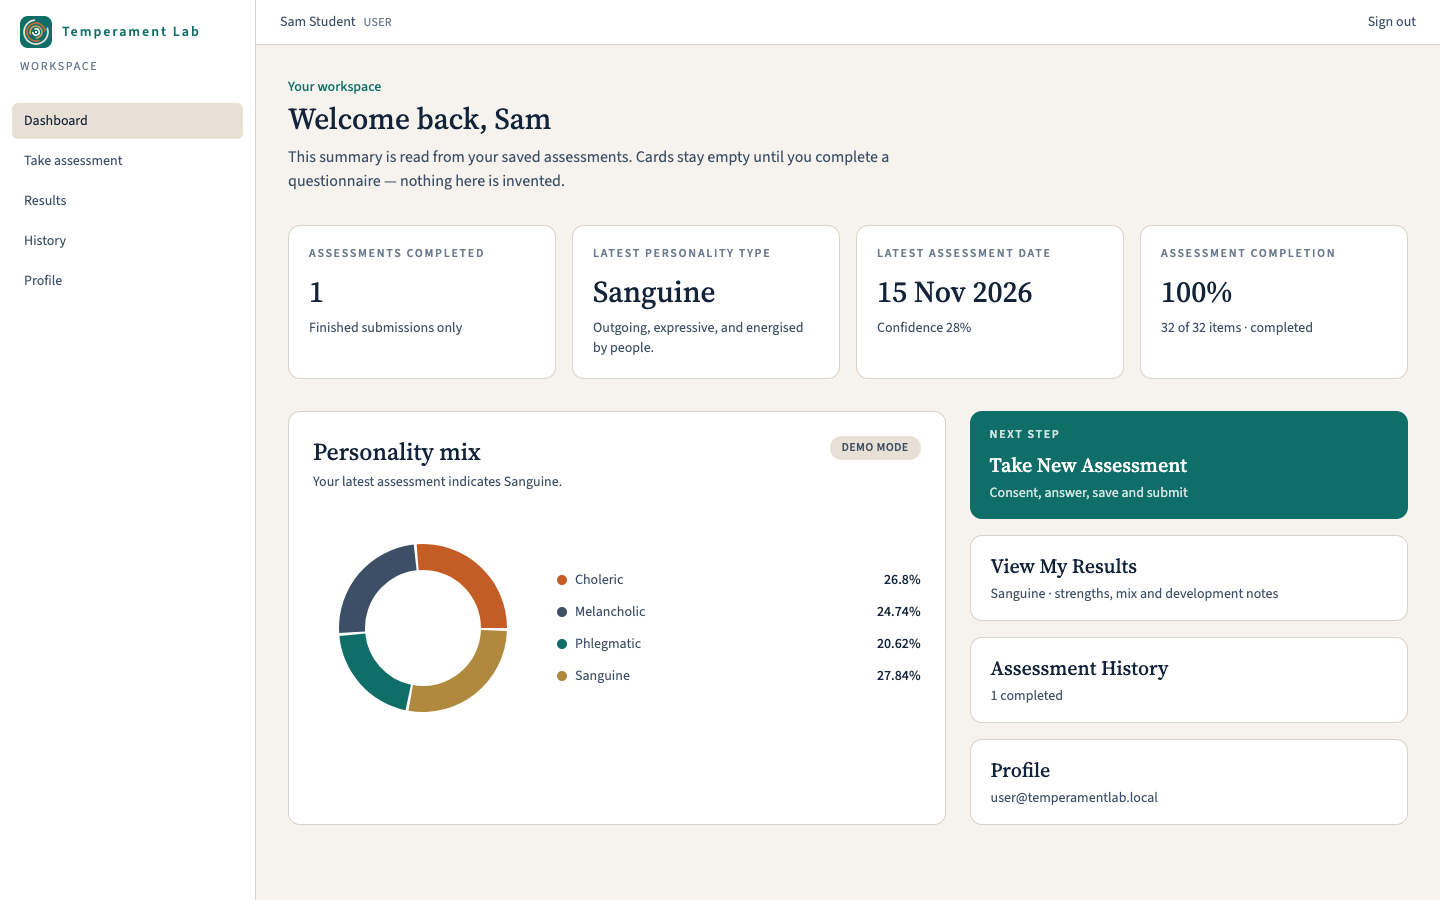 Temperament Lab
WORKSPACE
Dashboard
Take assessment
Results
History
Profile
Sam Student USER
Sign out
Your workspace
Welcome back, Sam
This summary is read from your saved assessments. Cards stay empty until you complete a
questionnaire — nothing here is invented.
ASSESSMENTS COMPLETED
1
Finished submissions only
LATEST PERSONALITY TYPE
Sanguine
Outgoing, expressive, and energised
by people.
LATEST ASSESSMENT DATE
15 Nov 2026
Confidence 28%
ASSESSMENT COMPLETION
100%
32 of 32 items · completed
Personality mix
DEMO MODE
Your latest assessment indicates Sanguine.
Choleric 26.8%
Melancholic 24.74%
Phlegmatic 20.62%
Sanguine 27.84%
NEXT STEP
Take New Assessment
Consent, answer, save and submit
View My Results
Sanguine · strengths, mix and development notes
Assessment History
1 completed
Profile
user@temperamentlab.local